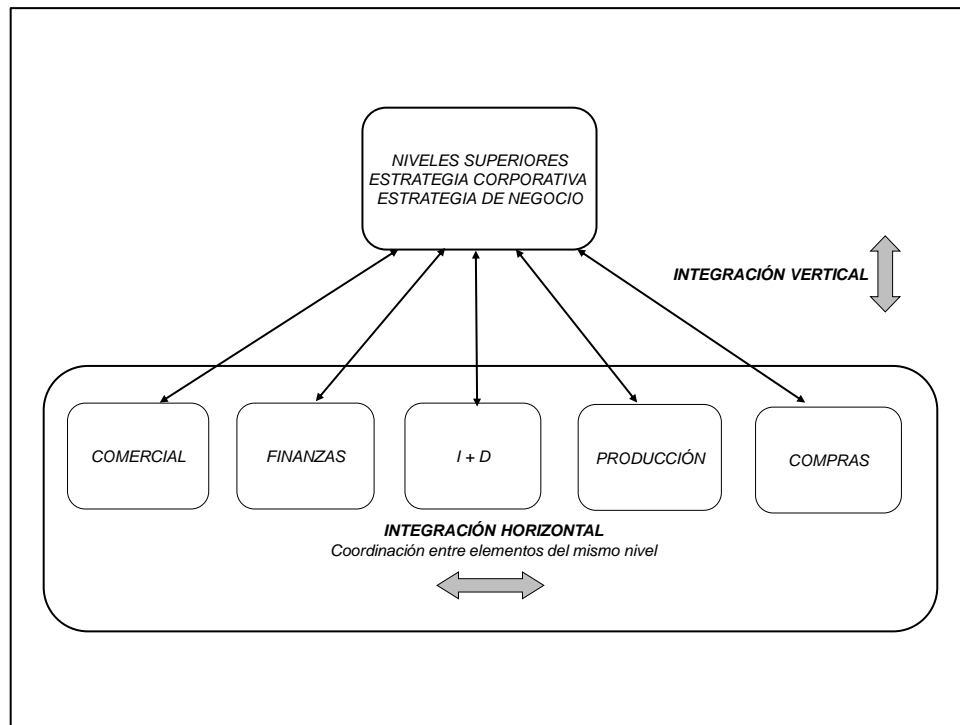 NIVELES SUPERIORES
ESTRATEGIA CORPORATIVA
ESTRATEGIA DE NEGOCIO
INTEGRACIÓN VERTICAL
COMERCIAL
FINANZAS
I + D
PRODUCCIÓN
COMPRAS
INTEGRACIÓN HORIZONTAL
Coordinación entre elementos del mismo nivel